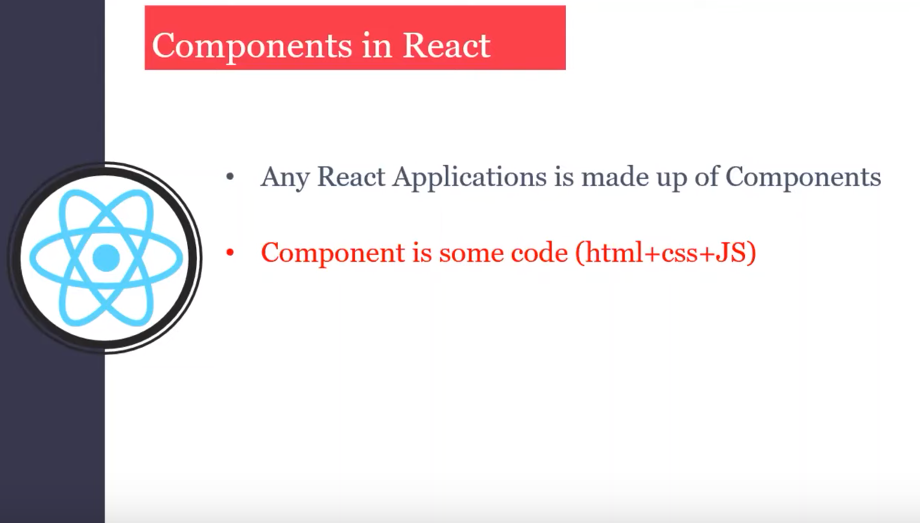 Components in React
• Any React Applications is made up of Components
• Component is some code (html+css+JS)